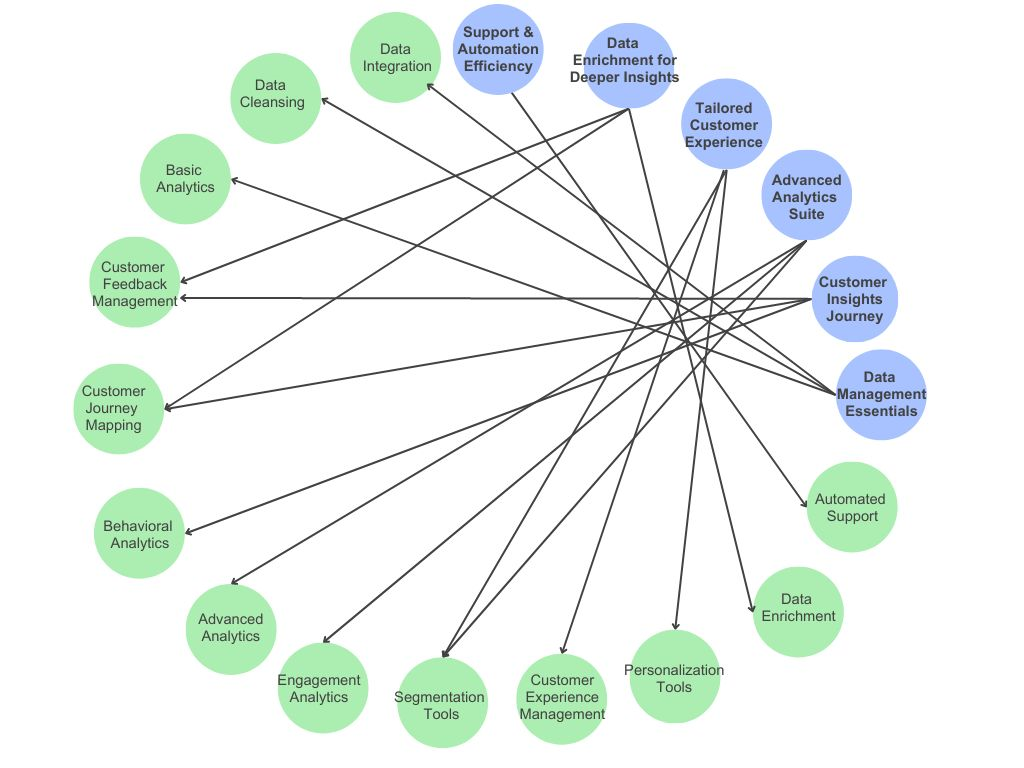 Support &
Automation
Efficiency
Data
Enrichment for
Deeper Insights
Tailored
Customer
Experience
Advanced
Analytics
Suite
Customer
Insights
Journey
Data
Management
Essentials
Automated
Support
Data
Enrichment
Personalization
Tools
Customer
Experience
Management
Segmentation
Tools
Engagement
Analytics
Advanced
Analytics
Behavioral
Analytics
Customer
Journey
Mapping
Customer
Feedback
Management
Basic
Analytics
Data
Cleansing
Data
Integration